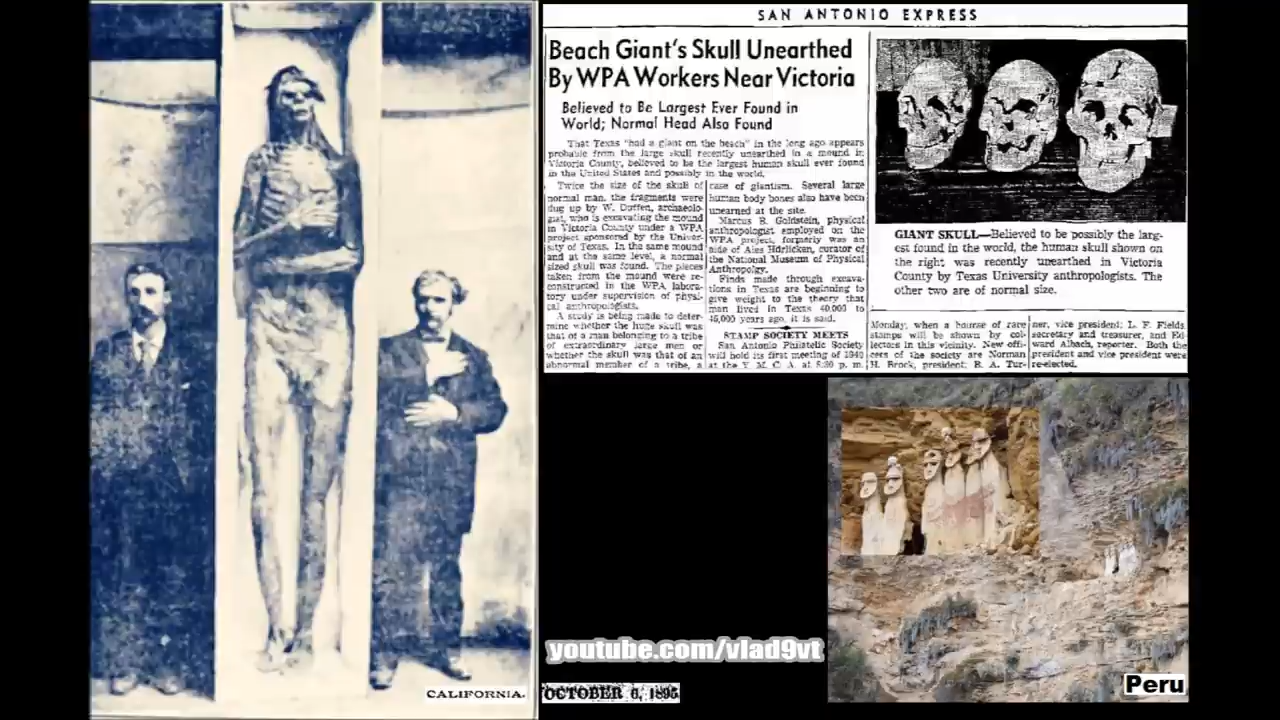 SAN ANTONIO EXPRESS
Beach Giant's Skull Unearthed
By WPA Workers Near Victoria
Believed to Be Largest Ever Found in
World; Normal Head Also Found
That Texas "had a giant on the beach" in the long ago appears
probable from the large skull recently unearthed in a mound in
Victoria County, believed to be the largest human skull ever found
in the United States and possibly in the world.
Twice the size of the skull of
normal man, the fragments were
dug up by W. Duffen, archaeolo-
gist, who is excavating the mound
in Victoria County under a WPA
project sponsored by the Univer-
sity of Texas. In the same mound
and at the same level, a normal
sized skull was found. The pieces
taken from the mound were re-
constructed in the WPA labora-
tory under supervision of physi-
cal anthropologists.
A study is being made to deter-
mine whether the huge skull was
that of a man belonging to a tribe
of extraordinary large men or
whether the skull was that of an
abnormal member of a tribe, a
case of giantism. Several large
human body bones also have been
unearned at the site.
Marcus B. Goldstein, physical
anthropologist employed on the
WPA project, formerly was an
aide of Ales Hurlicken, curator of
the National Museum of Physical
Anthropolgy.
Finds made through excava-
tions in Texas are beginning to
give weight to the theory that
man lived in Texas 40,000 to
45,000 years ago, it is said.
STAMP SOCIETY MEETS
San Antonio Philatelic Society
will hold its first meeting of 1940
at the Y. M. C. A. at 8:30 p. m.
GIANT SKULL—Believed to be possibly the larg-
est found in the world, the human skull shown on
the right was recently unearthed in Victoria
County by Texas University anthropologists. The
other two are of normal size.
Monday, when a bourse of rare
stamps will be shown by col-
lectors in this vicinity. New offi-
cers of the society are Norman
H. Brock, president; R. A. Tur-
ner, vice president; L. F. Fields,
secretary and treasurer, and Ed-
ward Albach, reporter. Both the
president and vice president were
re-elected.
youtube.com/vlad9vt
CALIFORNIA.
OCTOBER 6, 1895
Peru